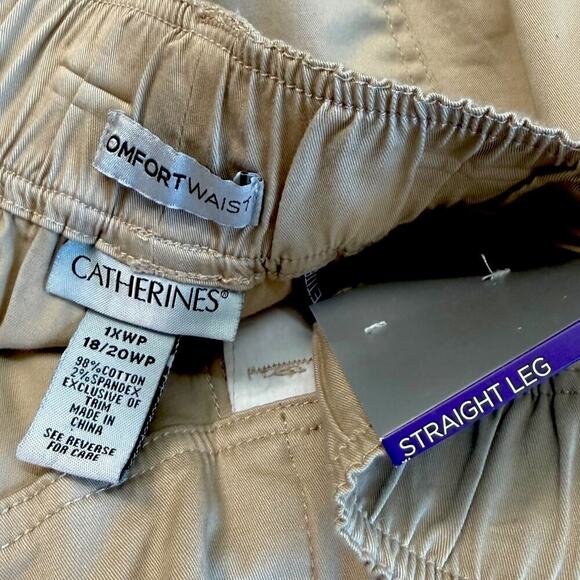 OMFORTWAIST
CATHERINES®
1XWP
18/20WP
98% COTTON
2% SPANDEX
EXCLUSIVE OF
TRIM
MADE IN
CHINA
SEE REVERSE
FOR CARE
STRAIGHT LEG